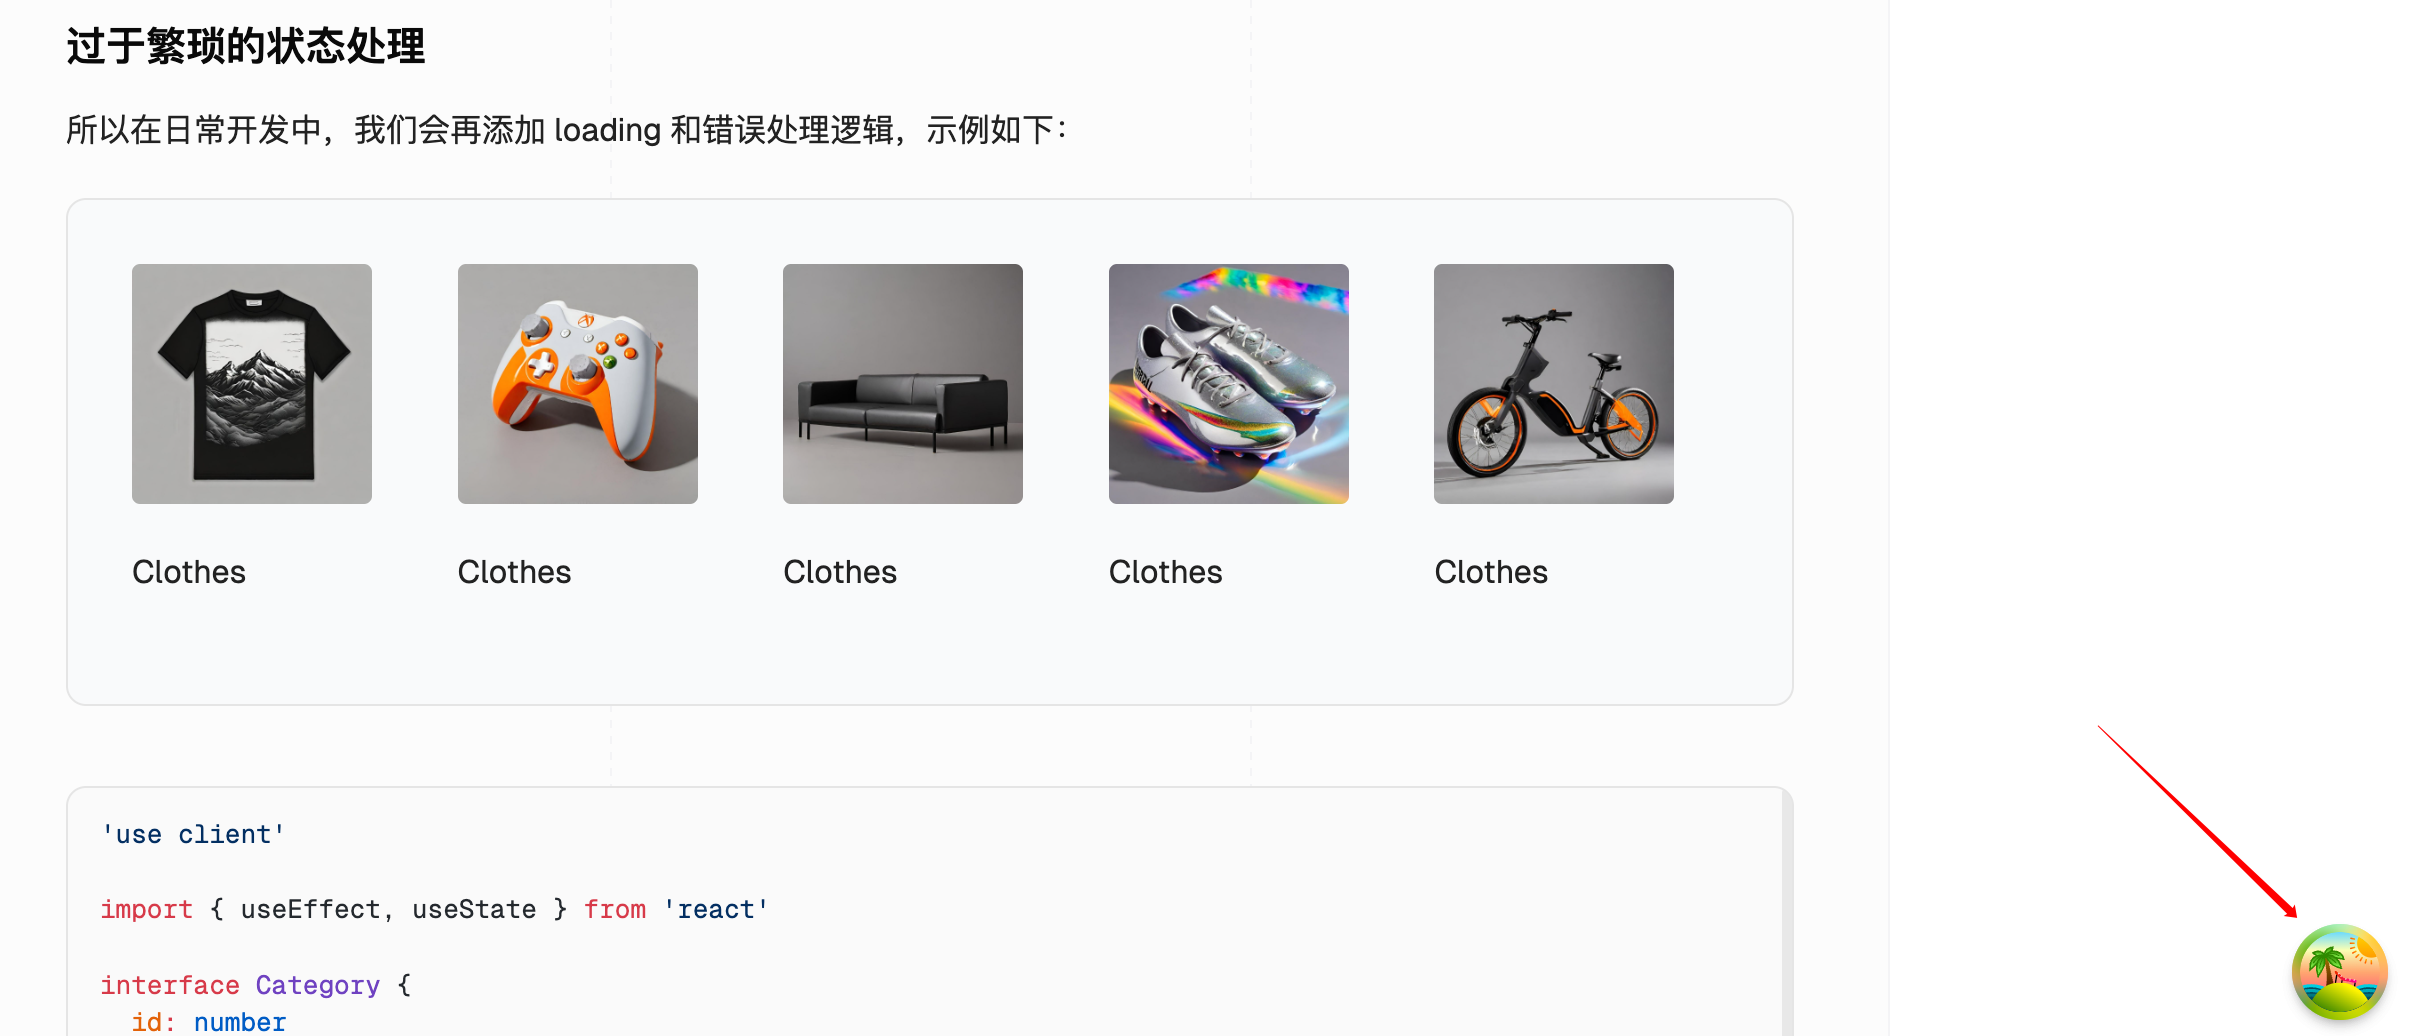 过于繁琐的状态处理
所以在日常开发中，我们会再添加 loading 和错误处理逻辑，示例如下：
Clothes Clothes Clothes Clothes Clothes
'use client'
import { useEffect, useState } from 'react'
interface Category {
id: number